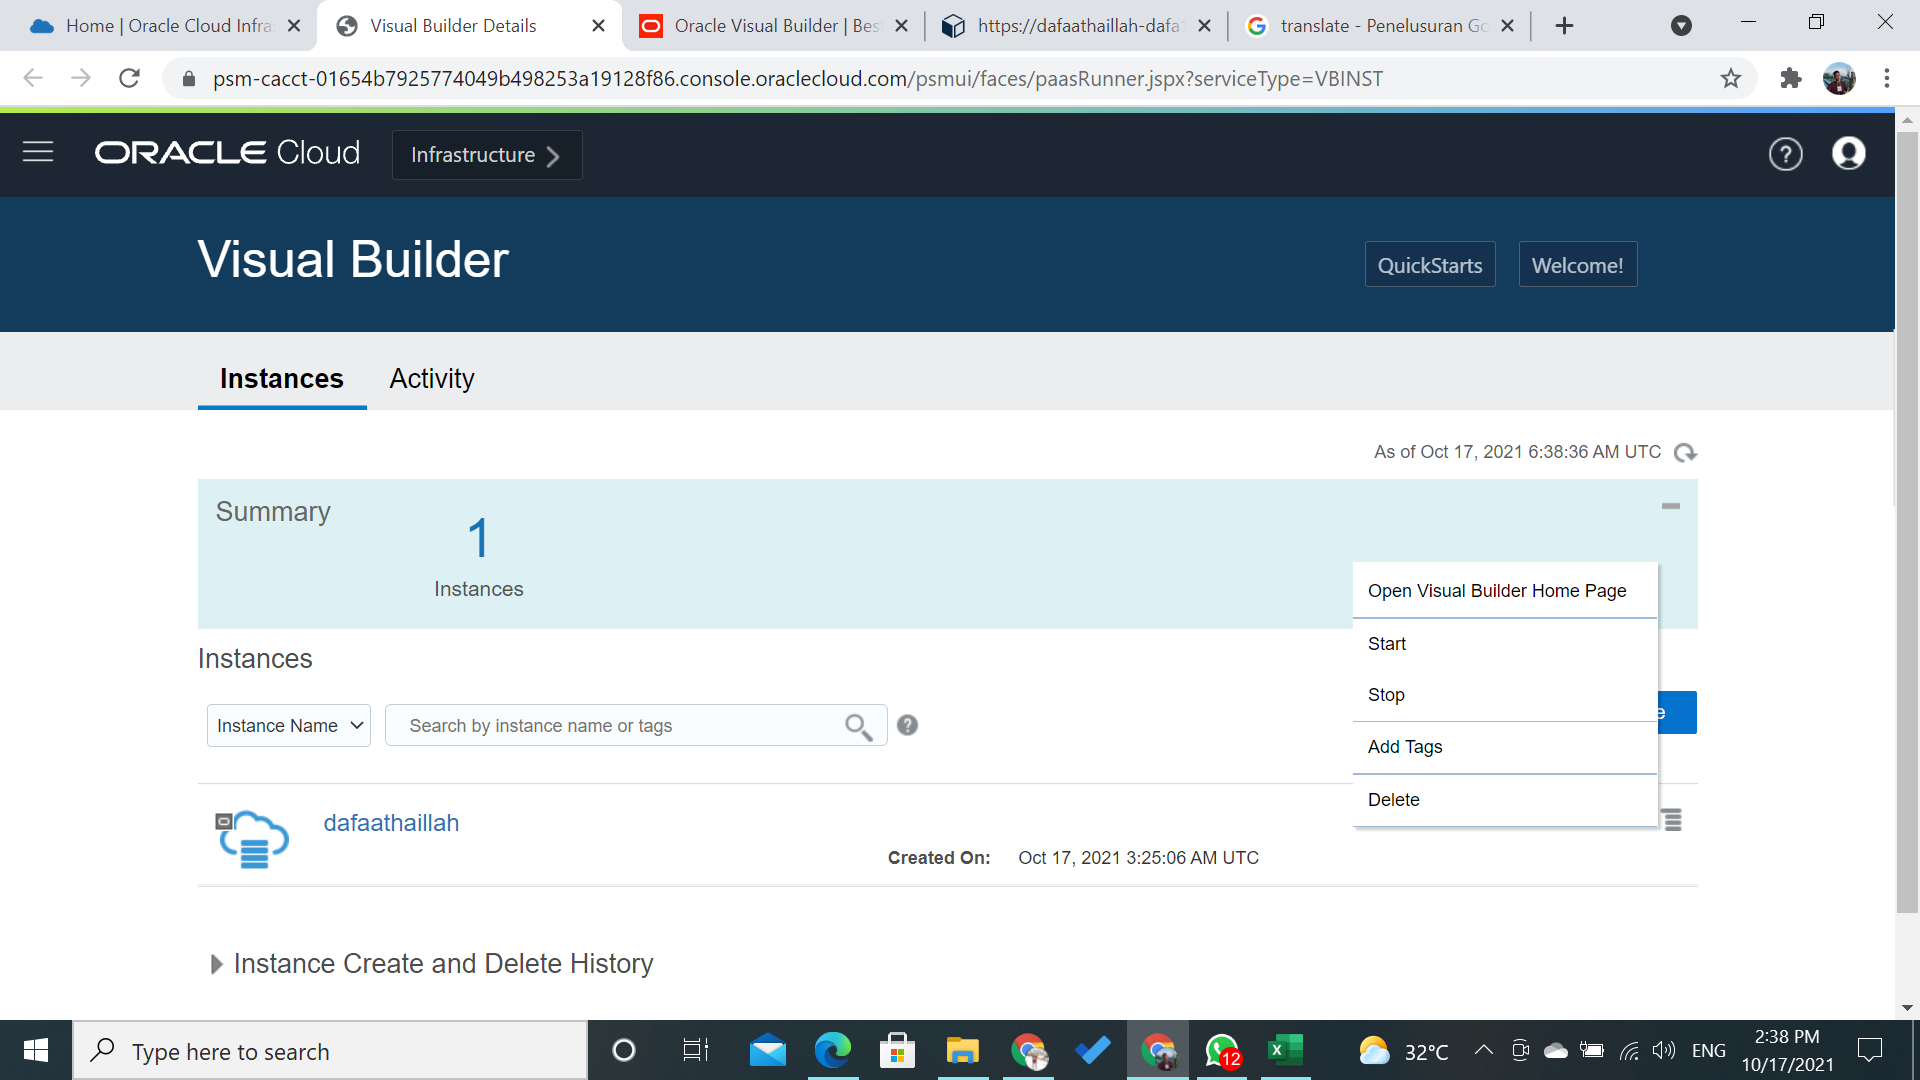 Home | Oracle Cloud Infra
Visual Builder Details
Oracle Visual Builder | Bes
https://dafaathaillah-dafa
translate - Penelusuran Go
psm-cacct-01654b7925774049b498253a19128f86.console.oraclecloud.com/psmui/faces/paasRunner.jspx?serviceType=VBINST
ORACLE Cloud
Infrastructure
?
Visual Builder
QuickStarts
Welcome!
Instances
Activity
As of Oct 17, 2021 6:38:36 AM UTC
Summary
1
Instances
Open Visual Builder Home Page
Start
Stop
Add Tags
Delete
Instances
Instance Name
Search by instance name or tags
?
e
dafaathaillah
Created On: Oct 17, 2021 3:25:06 AM UTC
Instance Create and Delete History
Type here to search
12
32°C
ENG
2:38 PM
10/17/2021